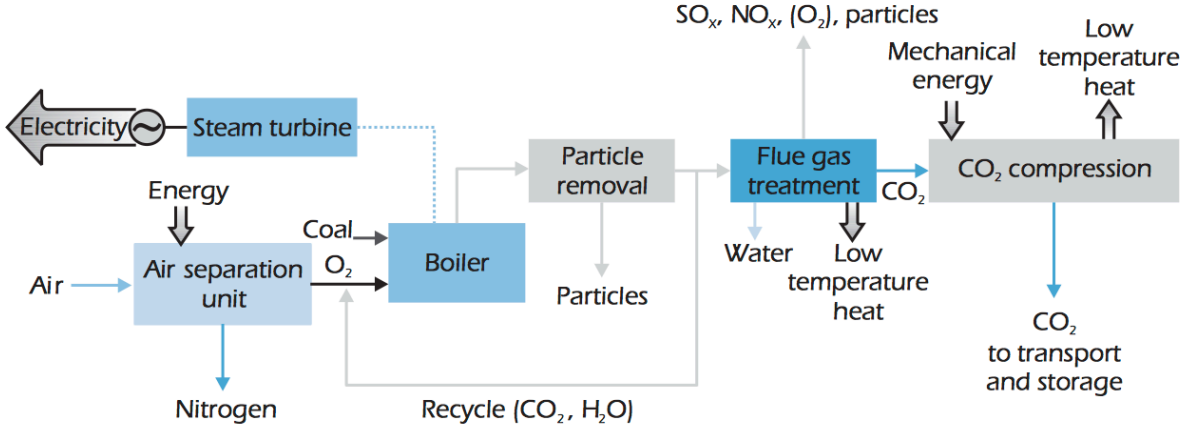 SOₓ, NOₓ, (O₂), particles
Mechanical
energy
Low
temperature
heat
Electricity
Steam turbine
Particle
removal
Flue gas
treatment
CO₂
CO₂ compression
Energy
Coal
O₂
Boiler
Air
Air separation
unit
Particles
Water
Low
temperature
heat
CO₂
to transport
and storage
Nitrogen
Recycle (CO₂, H₂O)